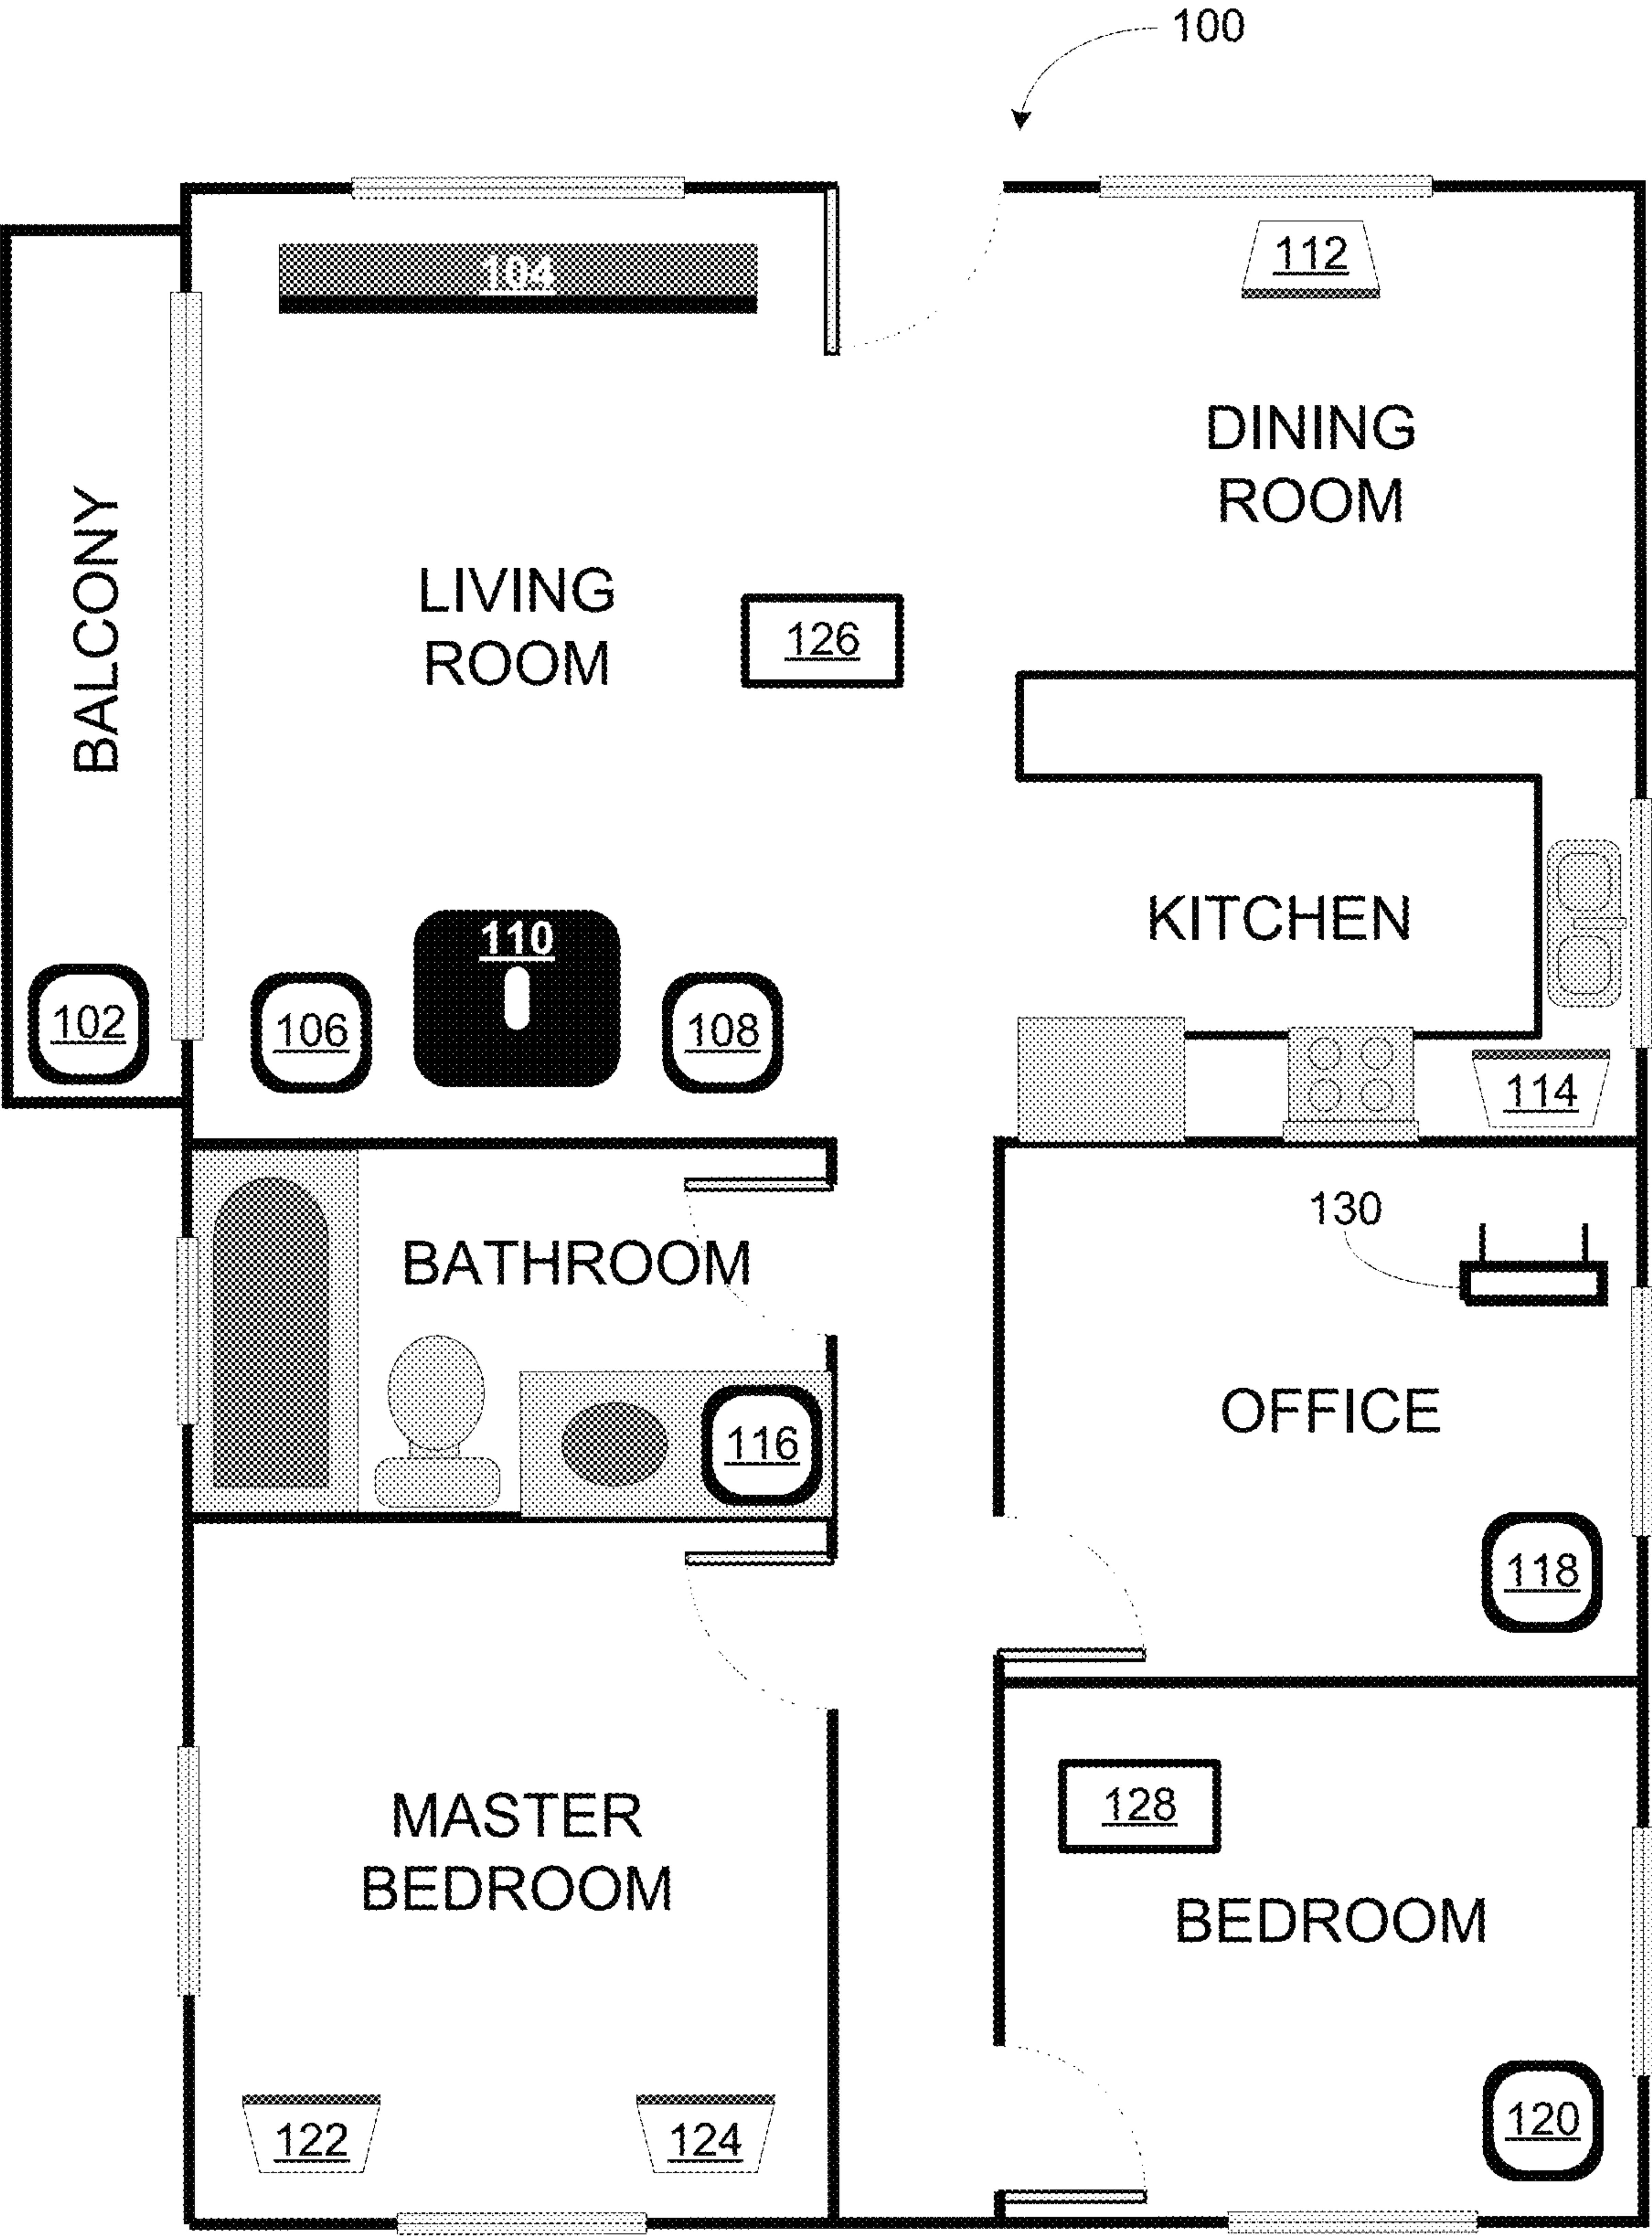 100
104
112
DINING
ROOM
BALCONY
LIVING
ROOM
126
KITCHEN
110
102
106
108
114
130
BATHROOM
OFFICE
116
118
128
MASTER
BEDROOM
BEDROOM
122
124
120